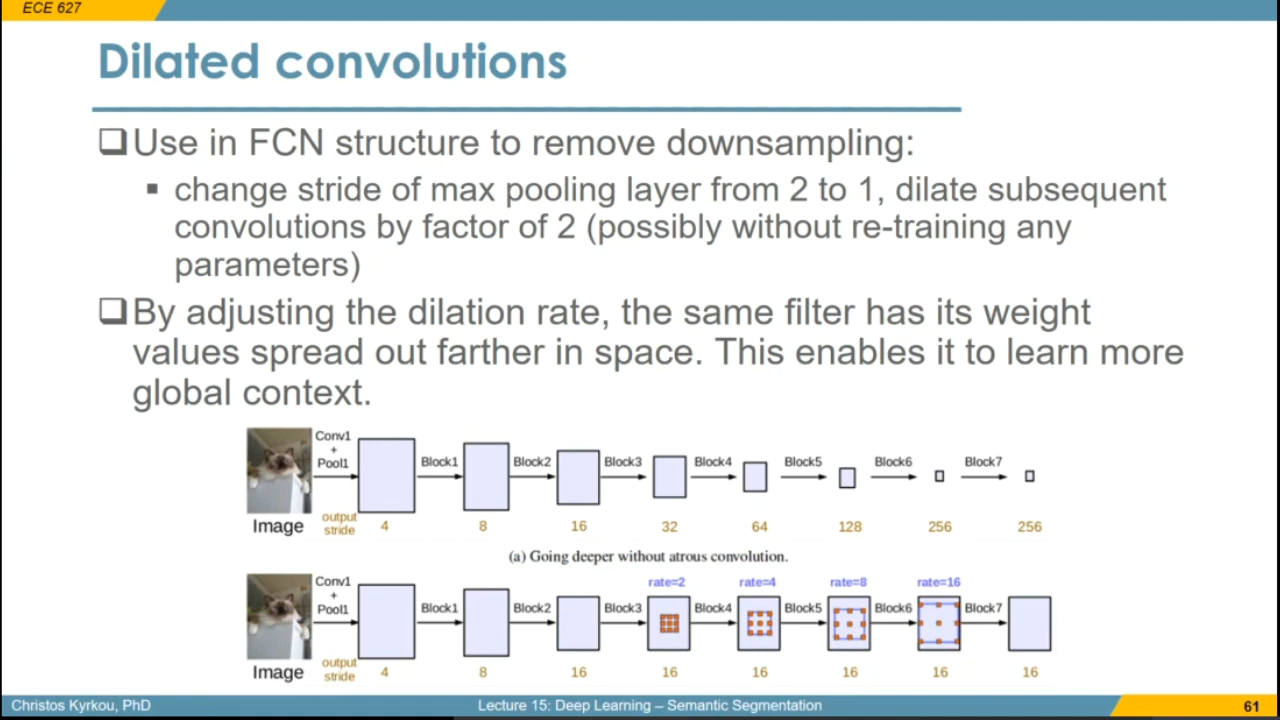 ECE 627
Dilated convolutions
❑Use in FCN structure to remove downsampling:
▪ change stride of max pooling layer from 2 to 1, dilate subsequent
convolutions by factor of 2 (possibly without re-training any
parameters)
❑By adjusting the dilation rate, the same filter has its weight
values spread out farther in space. This enables it to learn more
global context.
Conv1
+
Pool1
Block1 Block2 Block3 Block4 Block5 Block6 Block7
Image
output
stride
4 8 16 32 64 128 256 256
(a) Going deeper without atrous convolution.
rate=2 rate=4 rate=8 rate=16
Conv1
+
Pool1
Block1 Block2 Block3 Block4 Block5 Block6 Block7
Image
output
stride
4 8 16 16 16 16 16 16
Christos Kyrkou, PhD
Lecture 15: Deep Learning – Semantic Segmentation
61